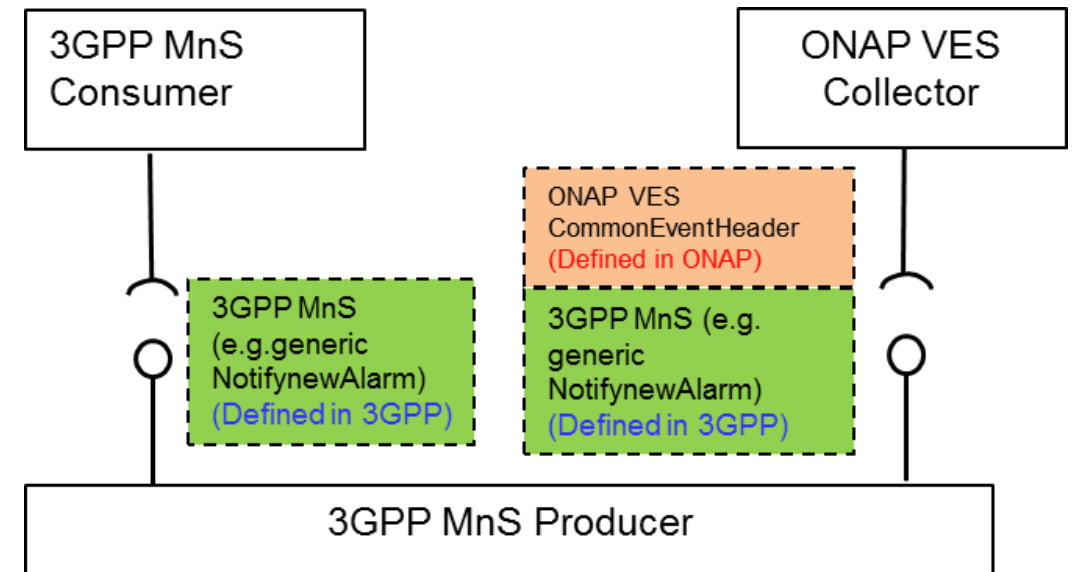 3GPP MnS
Consumer
ONAP VES
Collector
ONAP VES
CommonEventHeader
(Defined in ONAP)
3GPP MnS
(e.g.generic
NotifynewAlarm)
(Defined in 3GPP)
3GPP MnS (e.g.
generic
NotifynewAlarm)
(Defined in 3GPP)
3GPP MnS Producer